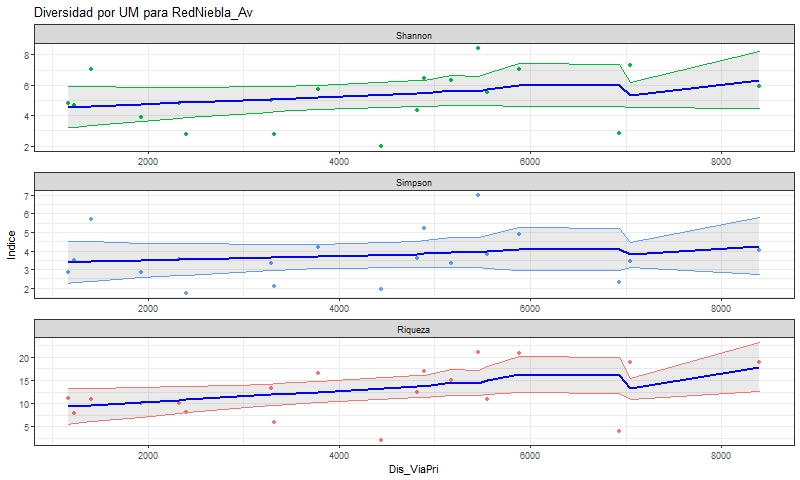 Diversidad por UM para RedNiebla_Av
Shannon
8
6
4
2
2000 4000 6000 8000
Simpson
7
6
5
4
3
2
2000 4000 6000 8000
Riqueza
20
15
10
5
2000 4000 6000 8000
Indice
Dis_ViaPri